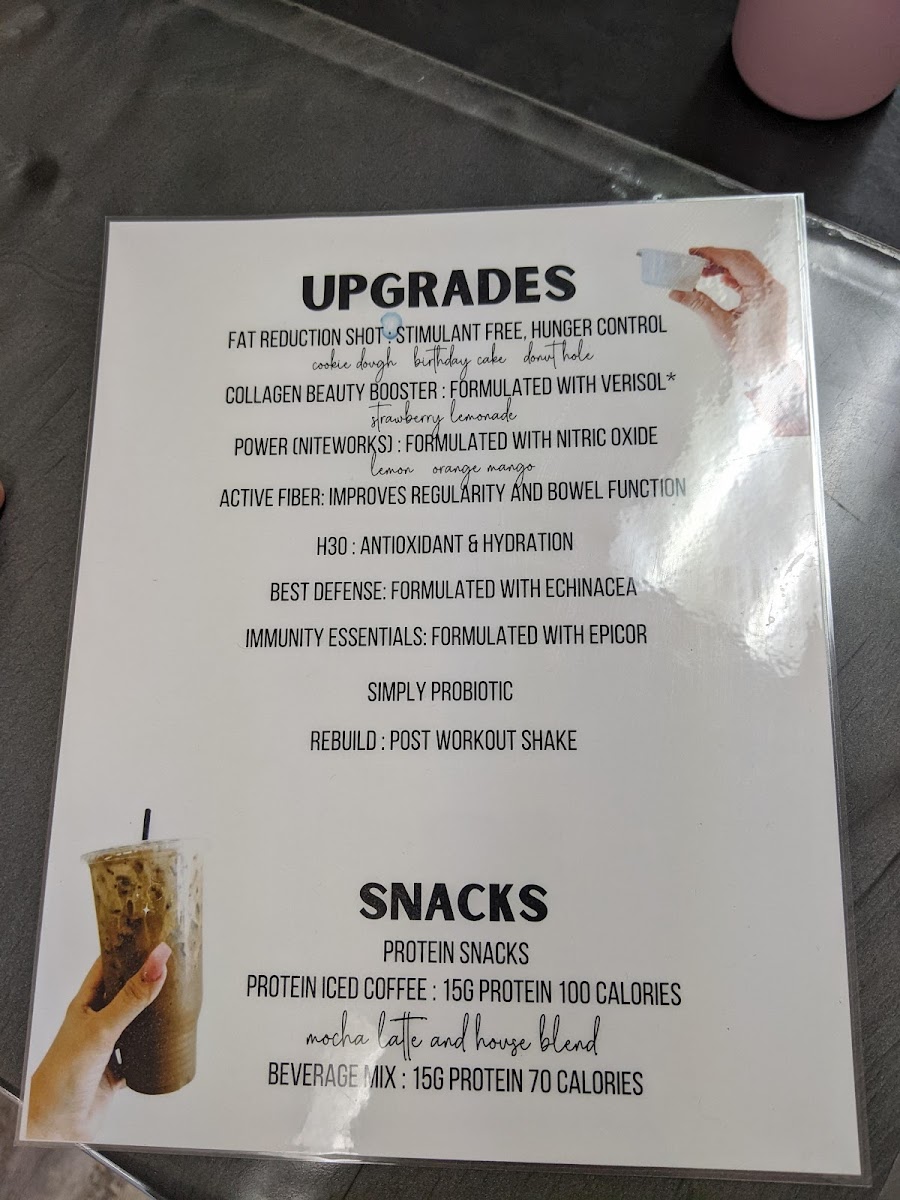 UPGRADES
FAT REDUCTION SHOT: STIMULANT FREE, HUNGER CONTROL
cookie dough birthday cake donut hole
COLLAGEN BEAUTY BOOSTER : FORMULATED WITH VERISOL*
strawberry lemonade
POWER (NITEWORKS) : FORMULATED WITH NITRIC OXIDE
lemon orange mango
ACTIVE FIBER: IMPROVES REGULARITY AND BOWEL FUNCTION
H30 : ANTIOXIDANT & HYDRATION
BEST DEFENSE: FORMULATED WITH ECHINACEA
IMMUNITY ESSENTIALS: FORMULATED WITH EPICOR
SIMPLY PROBIOTIC
REBUILD : POST WORKOUT SHAKE
SNACKS
PROTEIN SNACKS
PROTEIN ICED COFFEE : 15G PROTEIN 100 CALORIES
mocha latte and house blend
BEVERAGE MIX : 15G PROTEIN 70 CALORIES